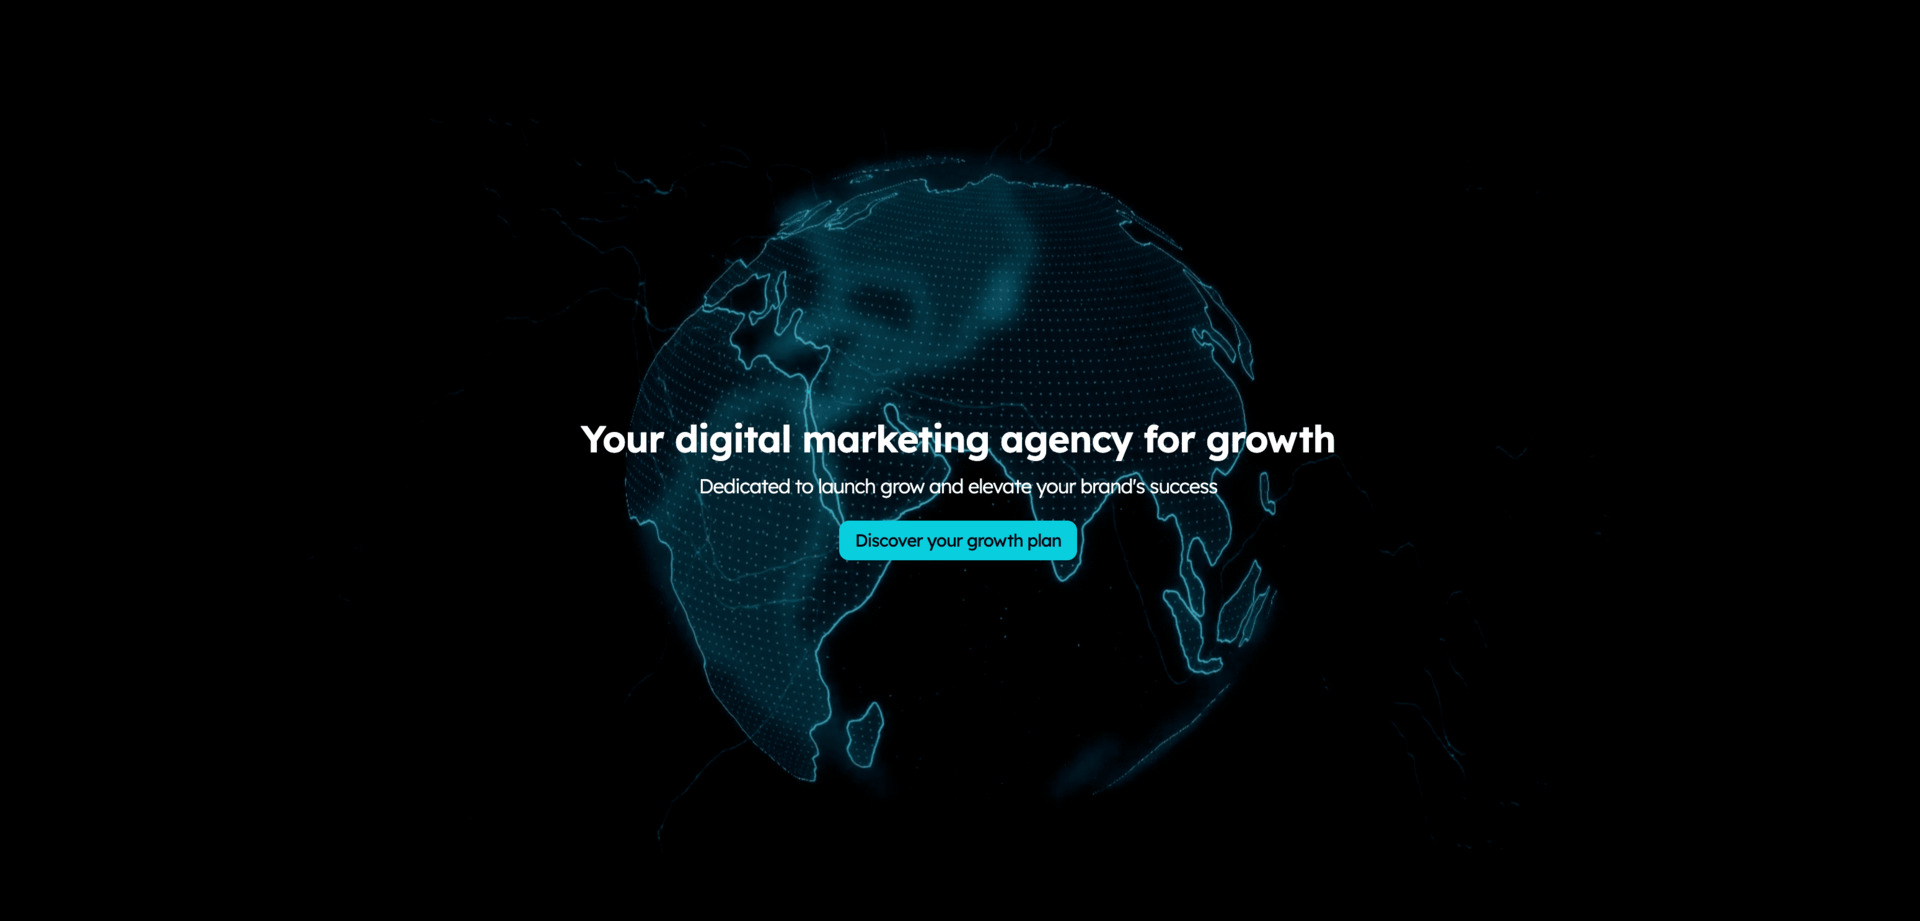 Your digital marketing agency for growth
Dedicated to launch grow and elevate your brand's success
Discover your growth plan